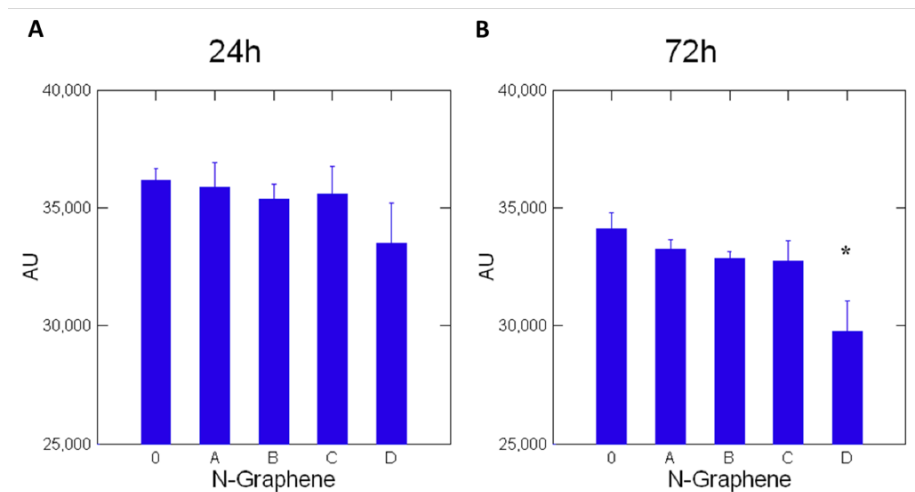 A
24h
40,000
35,000
30,000
25,000
AU
0 A B C D
N-Graphene
B
72h
40,000
35,000
30,000
25,000
AU
*
0 A B C D
N-Graphene